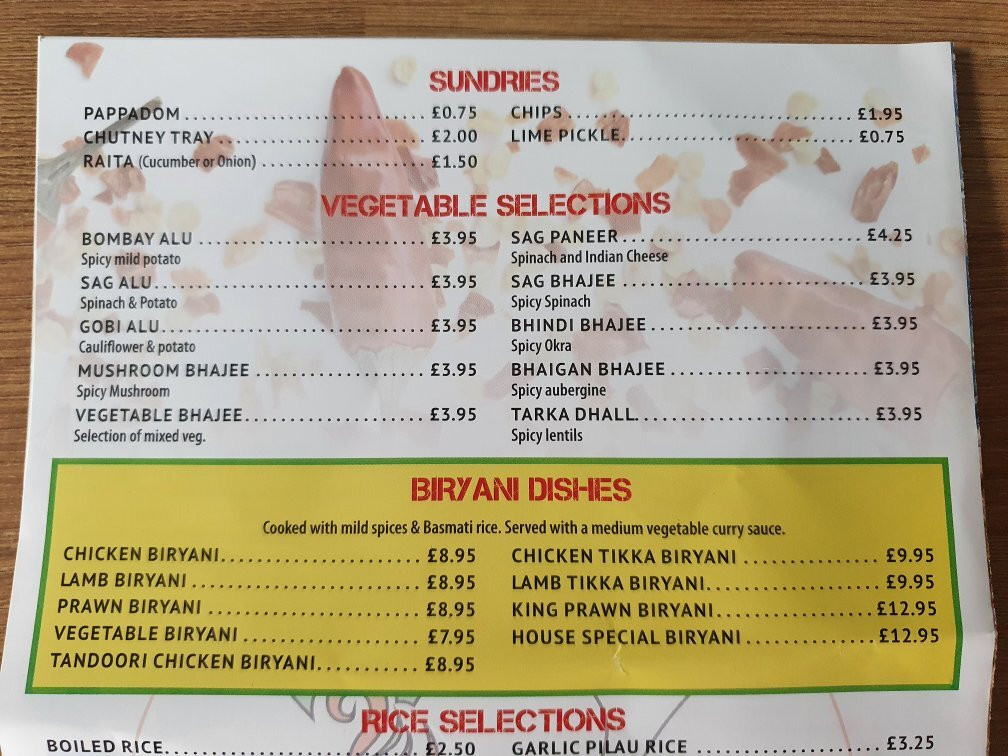 SUNDRIES
PAPPADOM £0.75
CHUTNEY TRAY £2.00
RAITA (Cucumber or Onion) £1.50
CHIPS £1.95
LIME PICKLE £0.75
VEGETABLE SELECTIONS
BOMBAY ALU £3.95
Spicy mild potato
SAG ALU £3.95
Spinach & Potato
GOBI ALU £3.95
Cauliflower & potato
MUSHROOM BHAJEE £3.95
Spicy Mushroom
VEGETABLE BHAJEE £3.95
Selection of mixed veg.
SAG PANEER £4.25
Spinach and Indian Cheese
SAG BHAJEE £3.95
Spicy Spinach
BHINDI BHAJEE £3.95
Spicy Okra
BHAIGAN BHAJEE £3.95
Spicy aubergine
TARKA DHALL £3.95
Spicy lentils
BIRYANI DISHES
Cooked with mild spices & Basmati rice. Served with a medium vegetable curry sauce.
CHICKEN BIRYANI £8.95
LAMB BIRYANI £8.95
PRAWN BIRYANI £8.95
VEGETABLE BIRYANI £7.95
TANDOORI CHICKEN BIRYANI £8.95
CHICKEN TIKKA BIRYANI £9.95
LAMB TIKKA BIRYANI £9.95
KING PRAWN BIRYANI £12.95
HOUSE SPECIAL BIRYANI £12.95
RICE SELECTIONS
BOILED RICE £2.50
GARLIC PILAU RICE £3.25